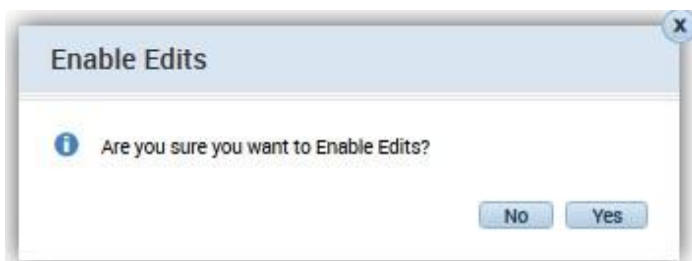 x
Enable Edits
Are you sure you want to Enable Edits?
No Yes